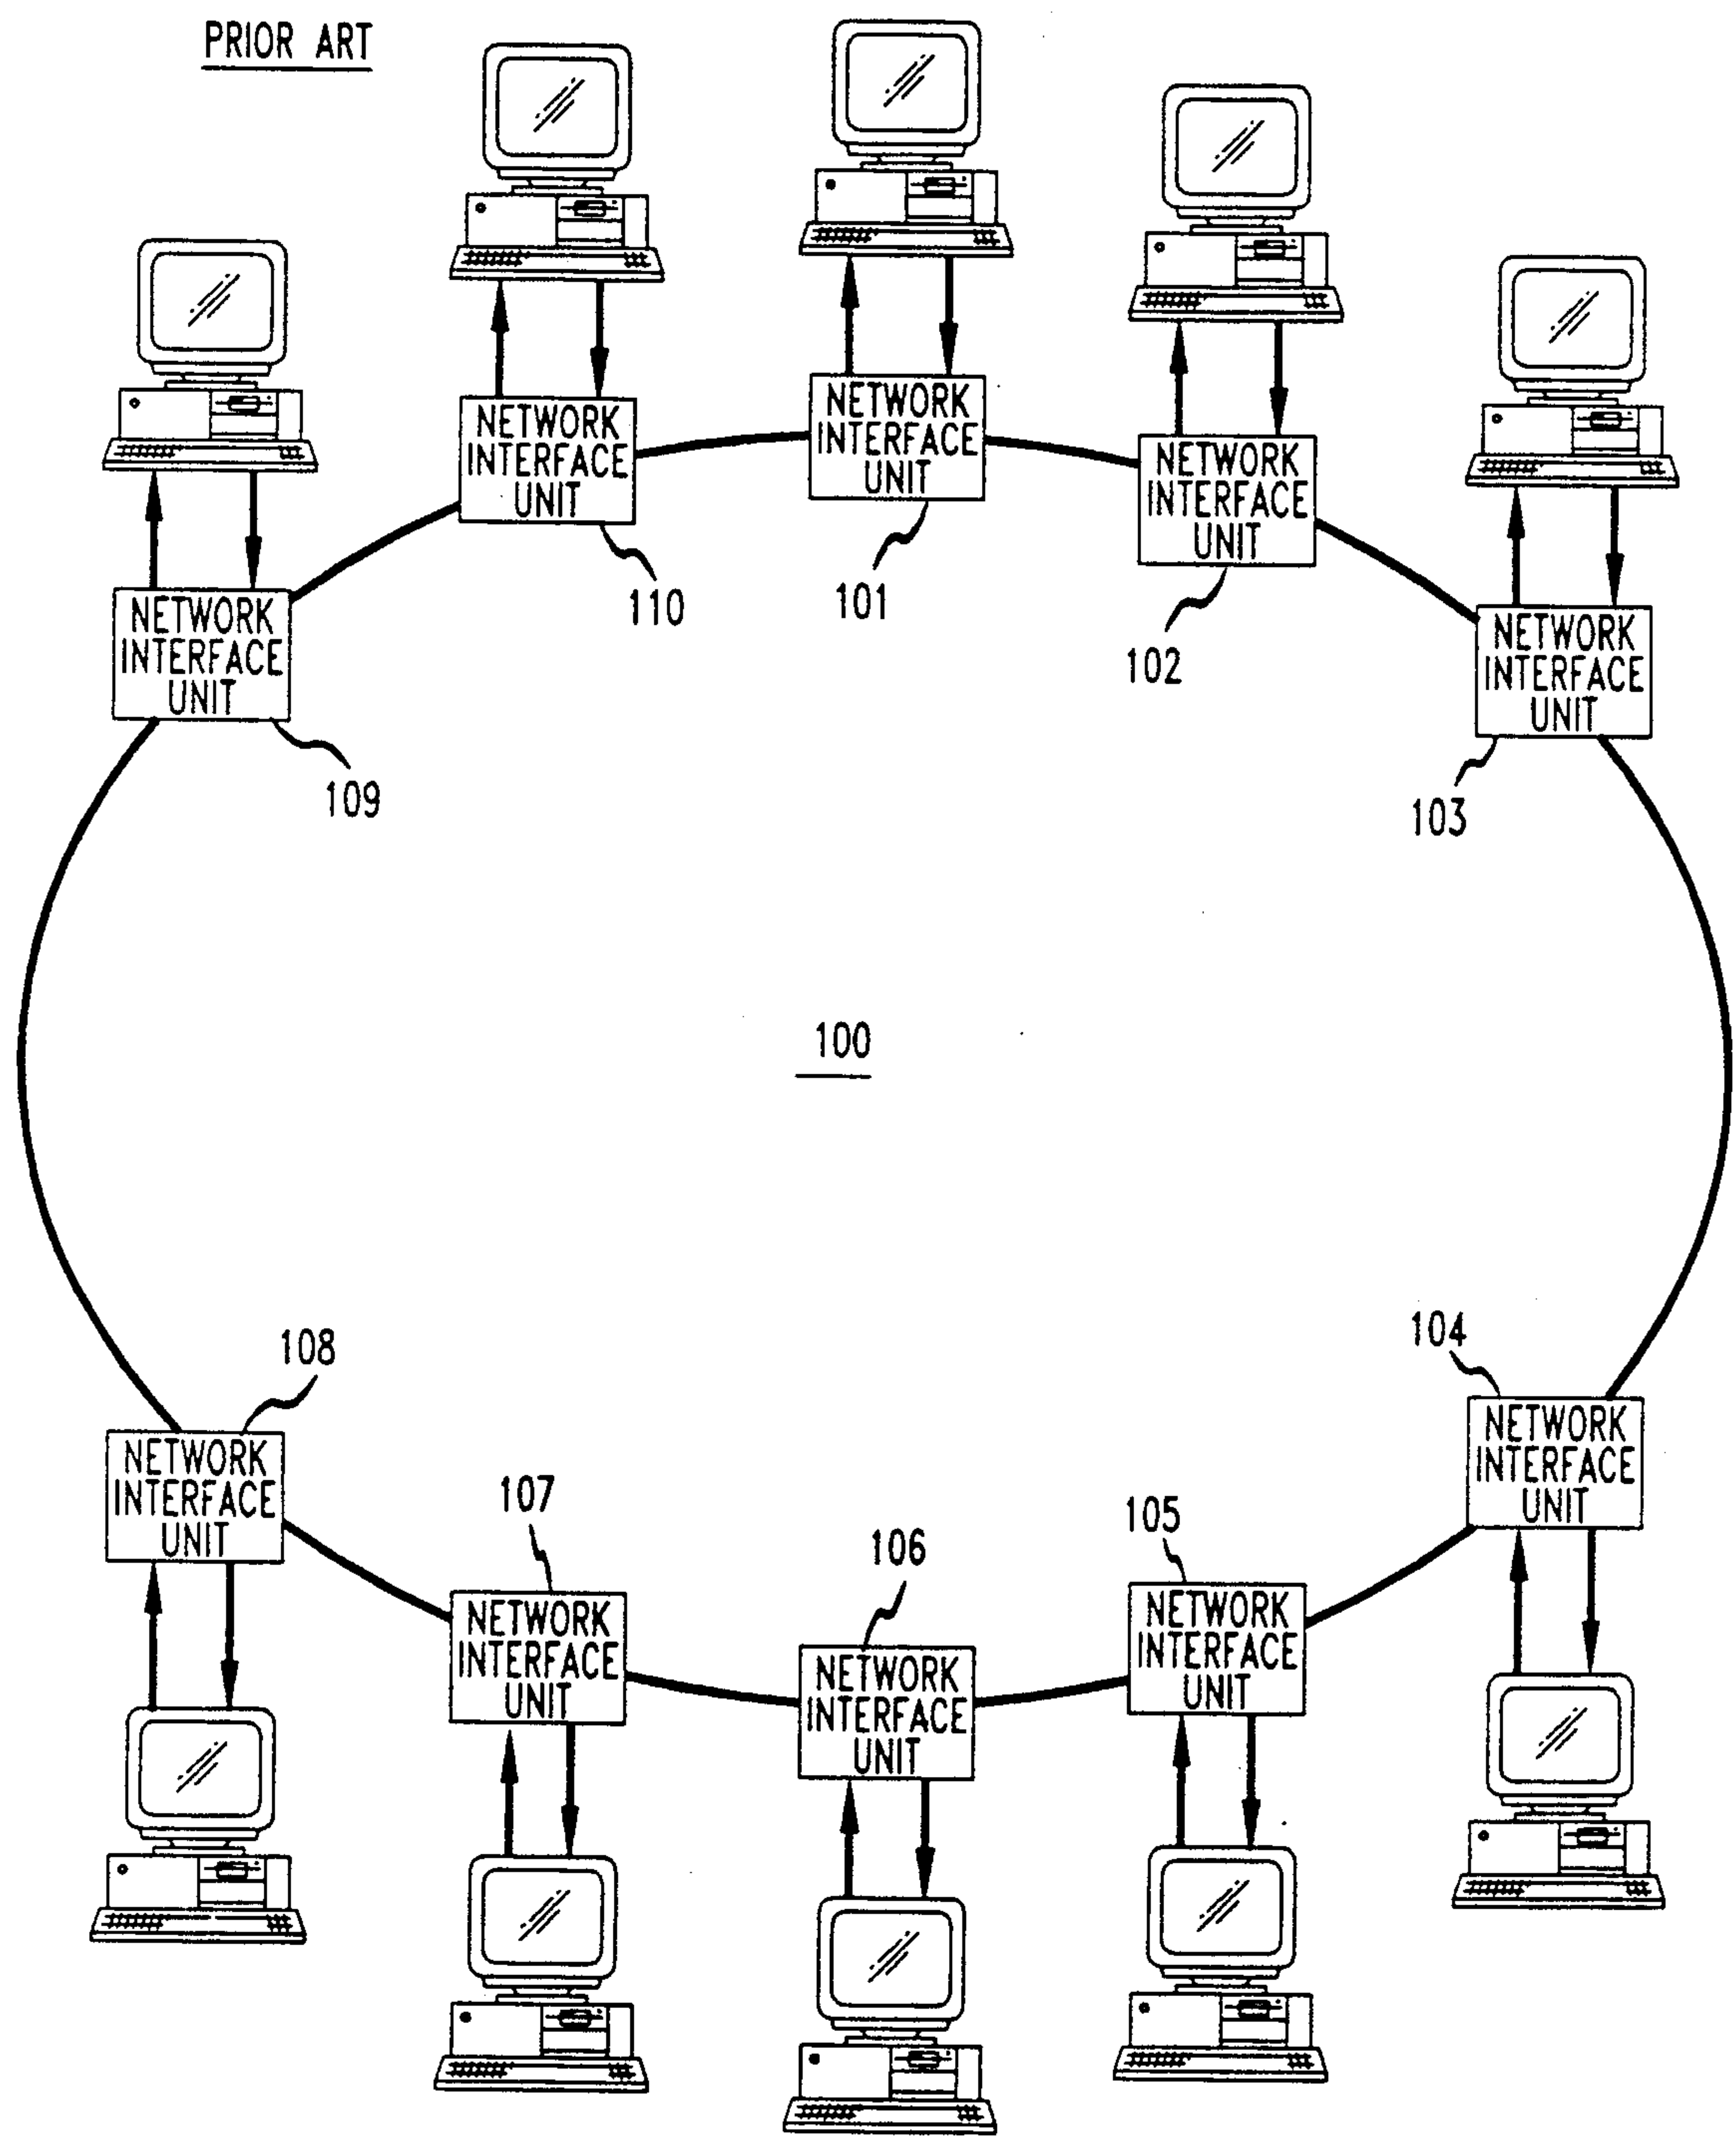 PRIOR ART
NETWORK
INTERFACE
UNIT
101
NETWORK
INTERFACE
UNIT
110
NETWORK
INTERFACE
UNIT
102
NETWORK
INTERFACE
UNIT
109
NETWORK
INTERFACE
UNIT
103
100
108
NETWORK
INTERFACE
UNIT
104
NETWORK
INTERFACE
UNIT
107
NETWORK
INTERFACE
UNIT
106
NETWORK
INTERFACE
UNIT
105
NETWORK
INTERFACE
UNIT